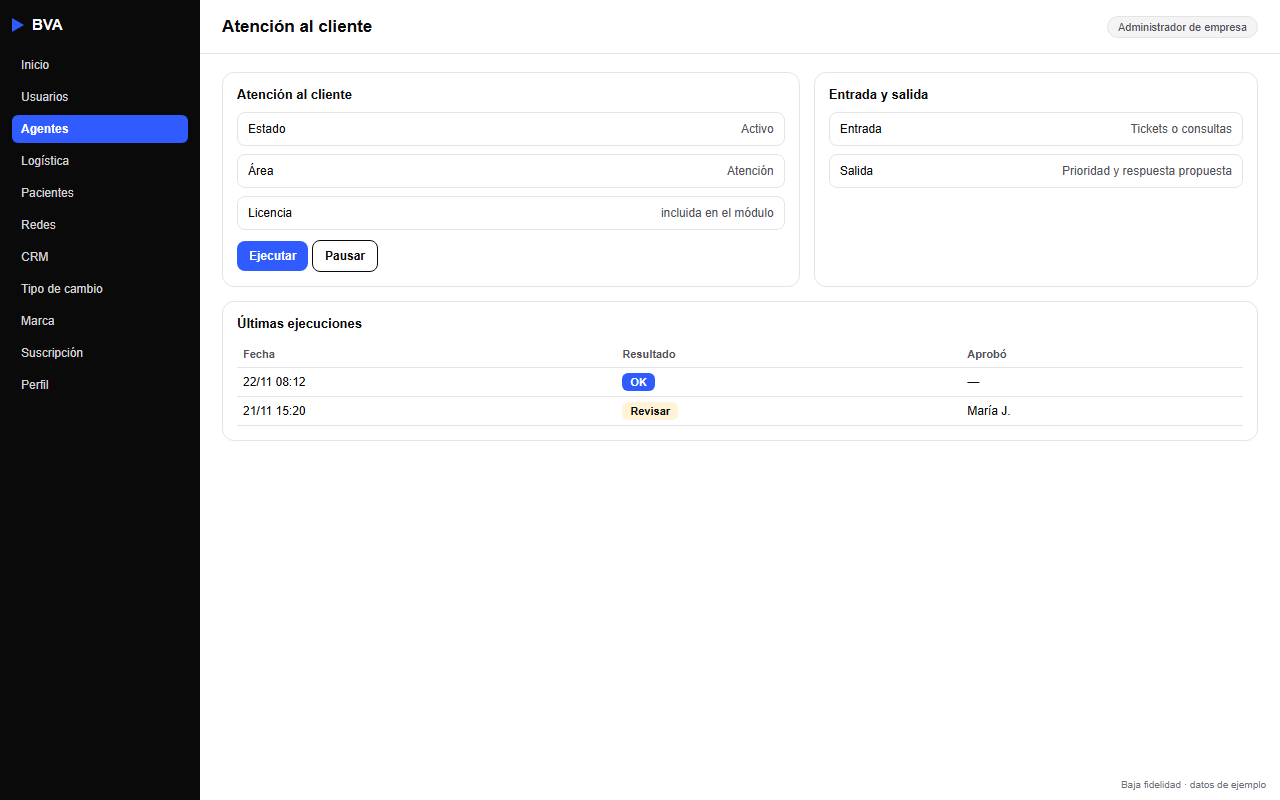 BVA
Inicio
Usuarios
Agentes
Logística
Pacientes
Redes
CRM
Tipo de cambio
Marca
Suscripción
Perfil
Atención al cliente
Administrador de empresa
Atención al cliente
Estado Activo
Área Atención
Licencia incluida en el módulo
Ejecutar Pausar
Entrada y salida
Entrada Tickets o consultas
Salida Prioridad y respuesta propuesta
Últimas ejecuciones
Fecha Resultado Aprobó
22/11 08:12 OK —
21/11 15:20 Revisar María J.
Baja fidelidad · datos de ejemplo